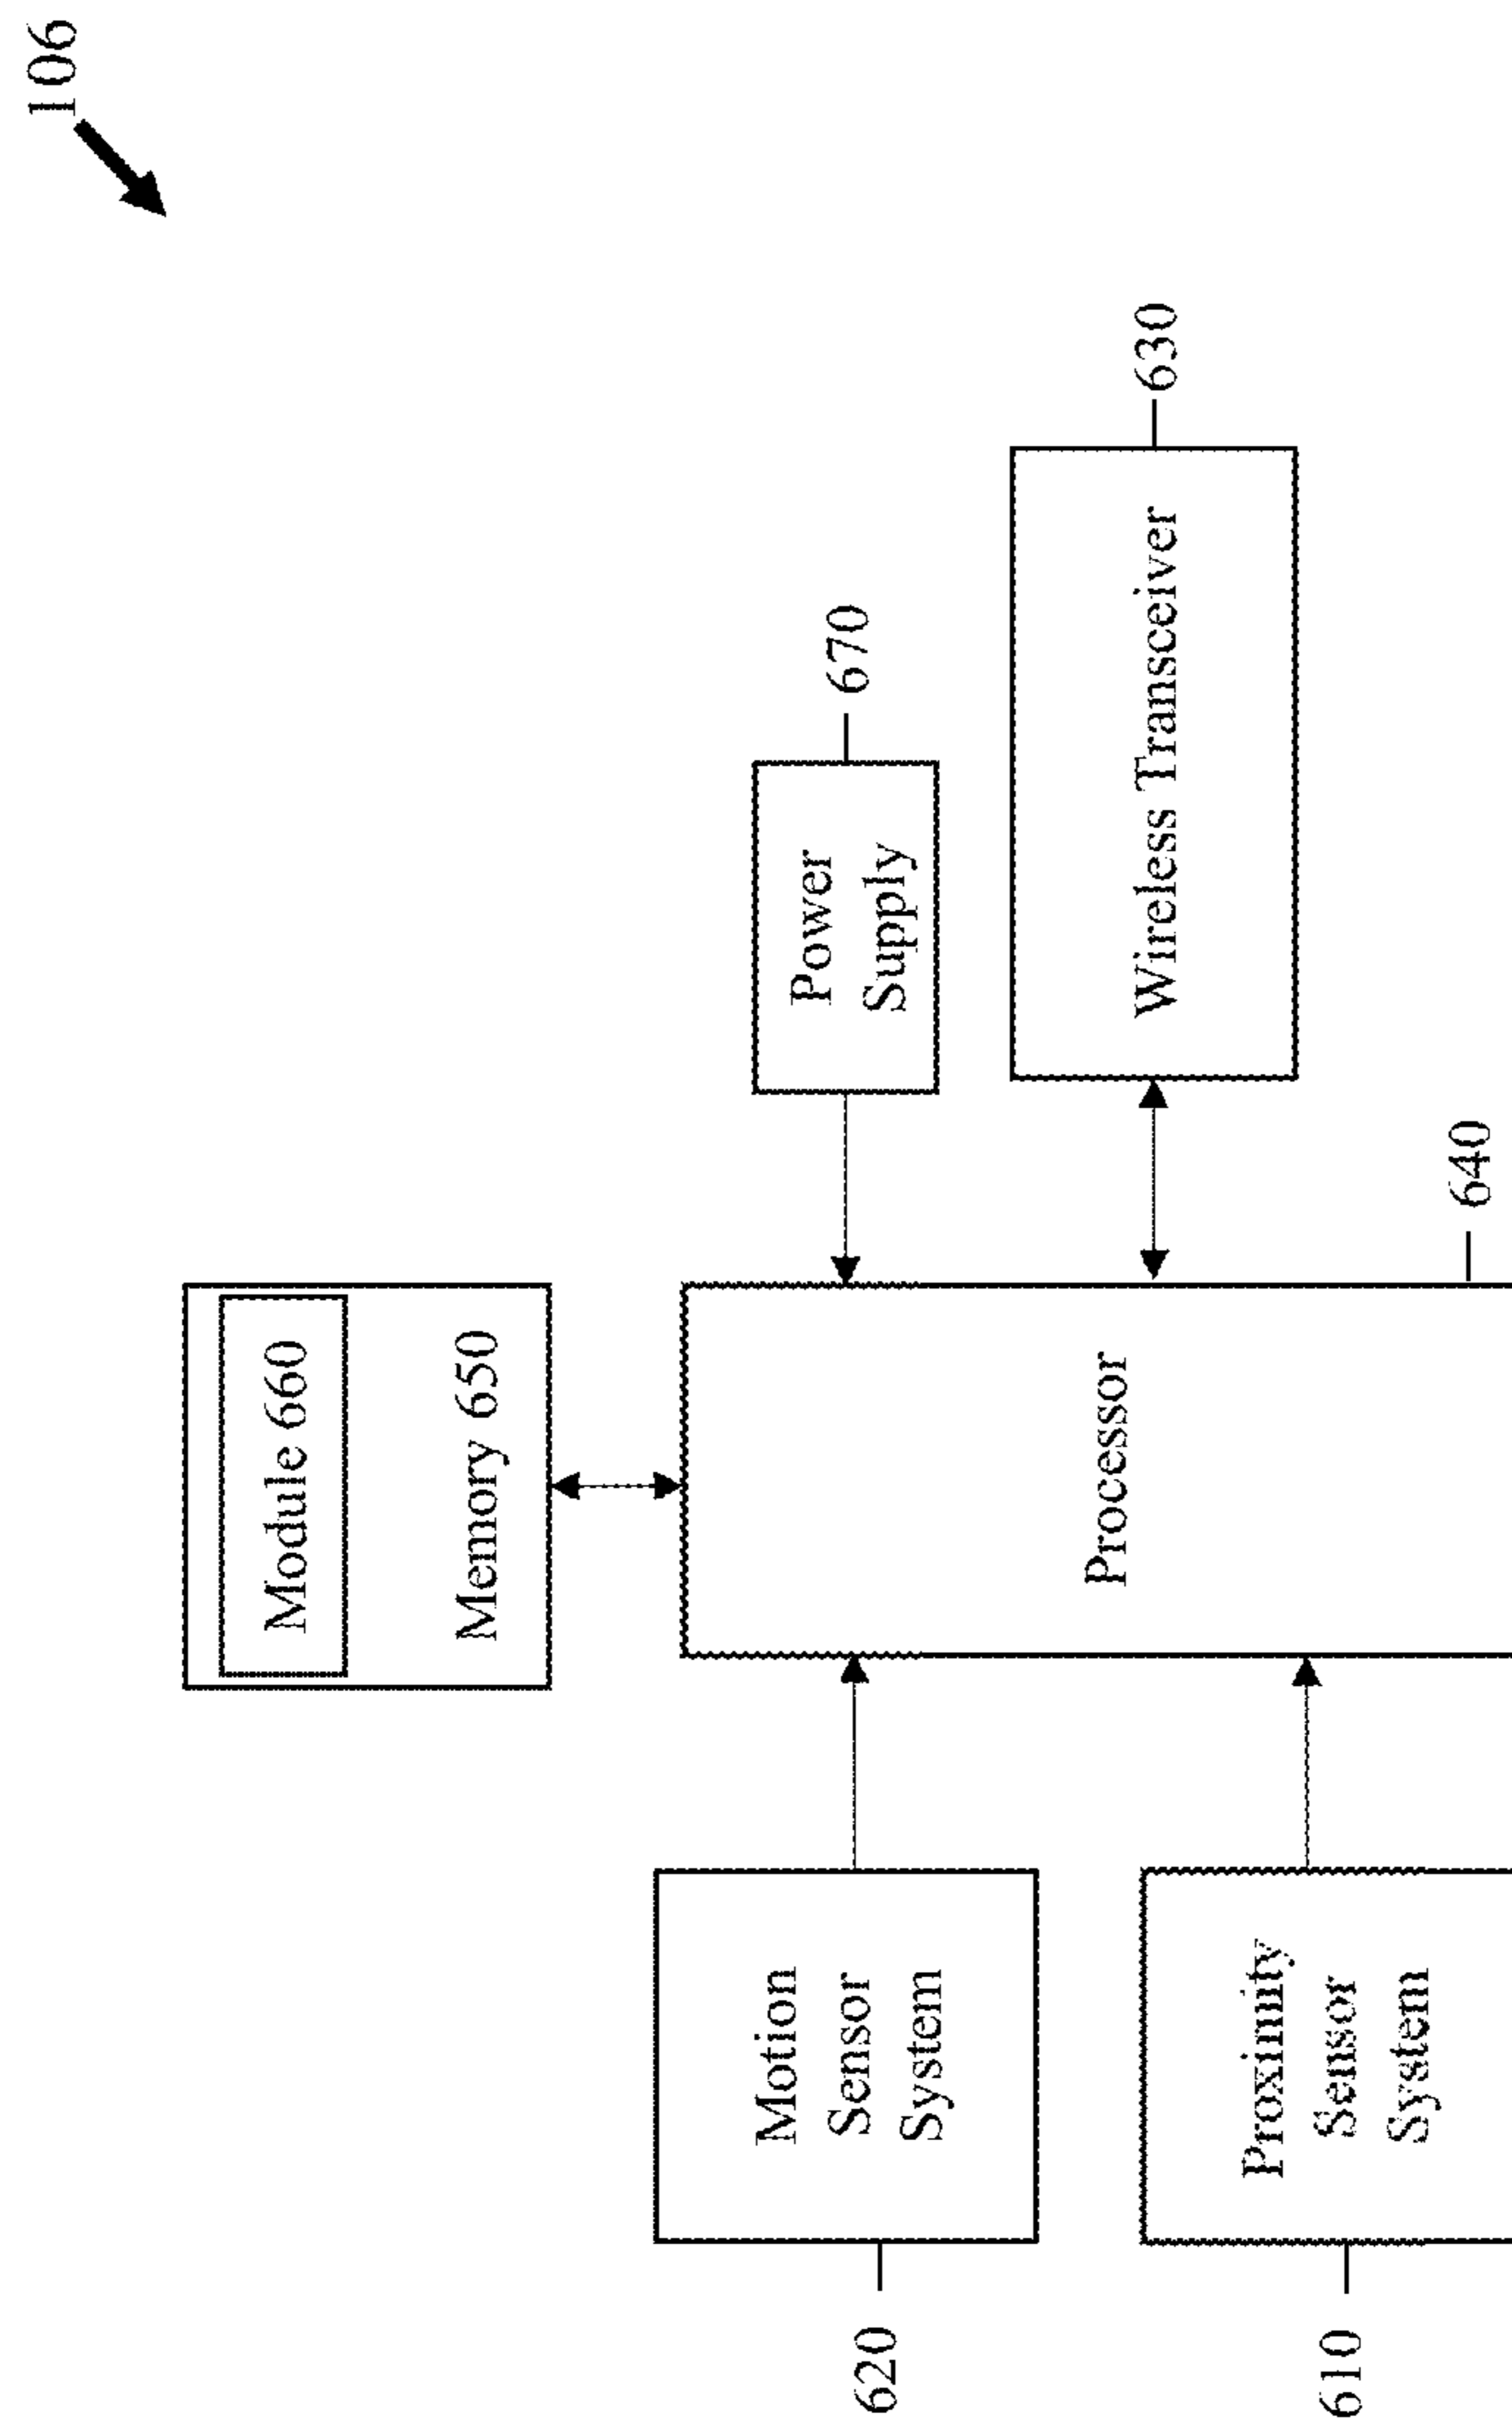 106
Module 660
Memory 650
620
Motion
Sensor
System
Power
Supply
670
Processor
Wireless Transceiver
630
610
Proximity
Sensor
System
640